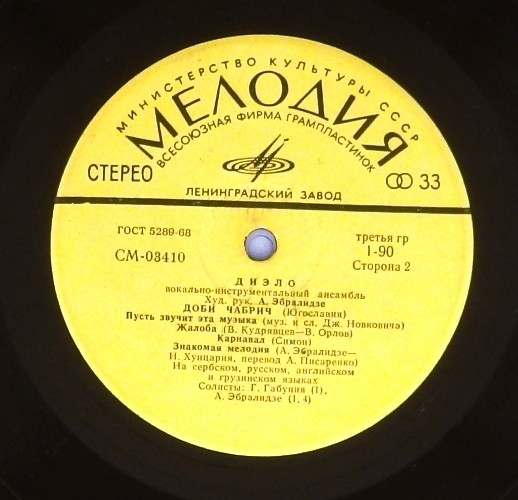 МИНИСТЕРСТВО КУЛЬТУРЫ СССР
МЕЛОДИЯ
ВСЕСОЮЗНАЯ ФИРМА ГРАМПЛАСТИНОК
СТЕРЕО
33
ЛЕНИНГРАДСКИЙ ЗАВОД
ГОСТ 5289-68
третья гр
СМ-03410
1-90
Сторона 2
ДИЭЛО
вокально-инструментальный ансамбль
Худ. рук. А. Эбралидзе
ДОБИ ЧАБРИЧ (Югославия)
Пусть звучит эта музыка (муз. и сл. Дж. Новковича)
Жалоба (В. Кудрявцев—В. Орлов)
Карнавал (Симон)
Знакомая мелодия (А. Эбралидзе—
Н. Хунцария, перевод А. Писаренко)
На сербском, русском, английском
и грузинском языках
Солисты: Г. Габуния (1),
А. Эбралидзе (1, 4)